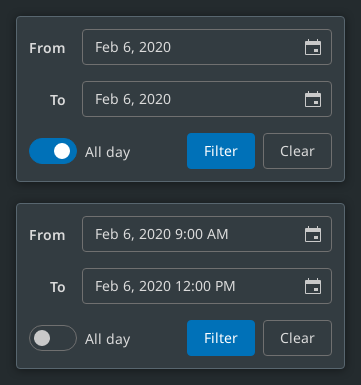 From Feb 6, 2020
To Feb 6, 2020
All day Filter Clear
From Feb 6, 2020 9:00 AM
To Feb 6, 2020 12:00 PM
All day Filter Clear